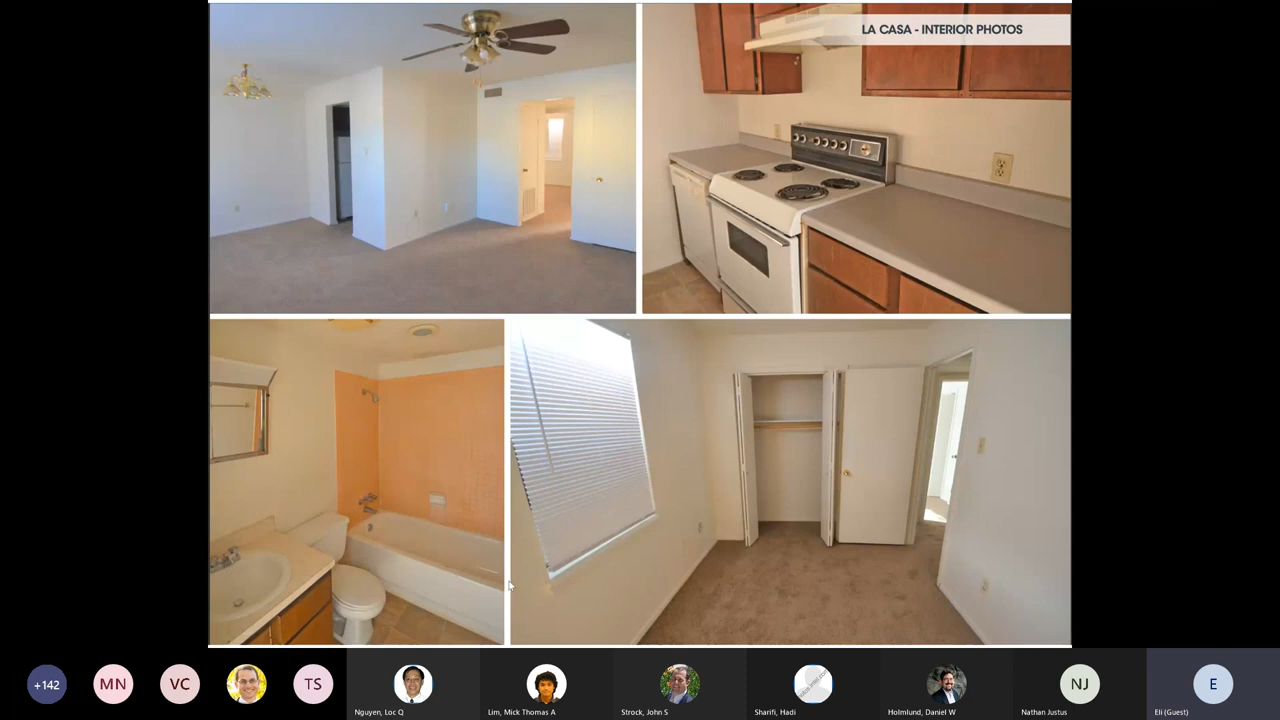 LA CASA - INTERIOR PHOTOS
+142
MN
VC
TS
Nguyen, Loc Q
Lim, Mick Thomas A
Strock, John S
Sharifi, Hadi
Holmlund, Daniel W
NJ
Nathan Justus
E
Eli (Guest)